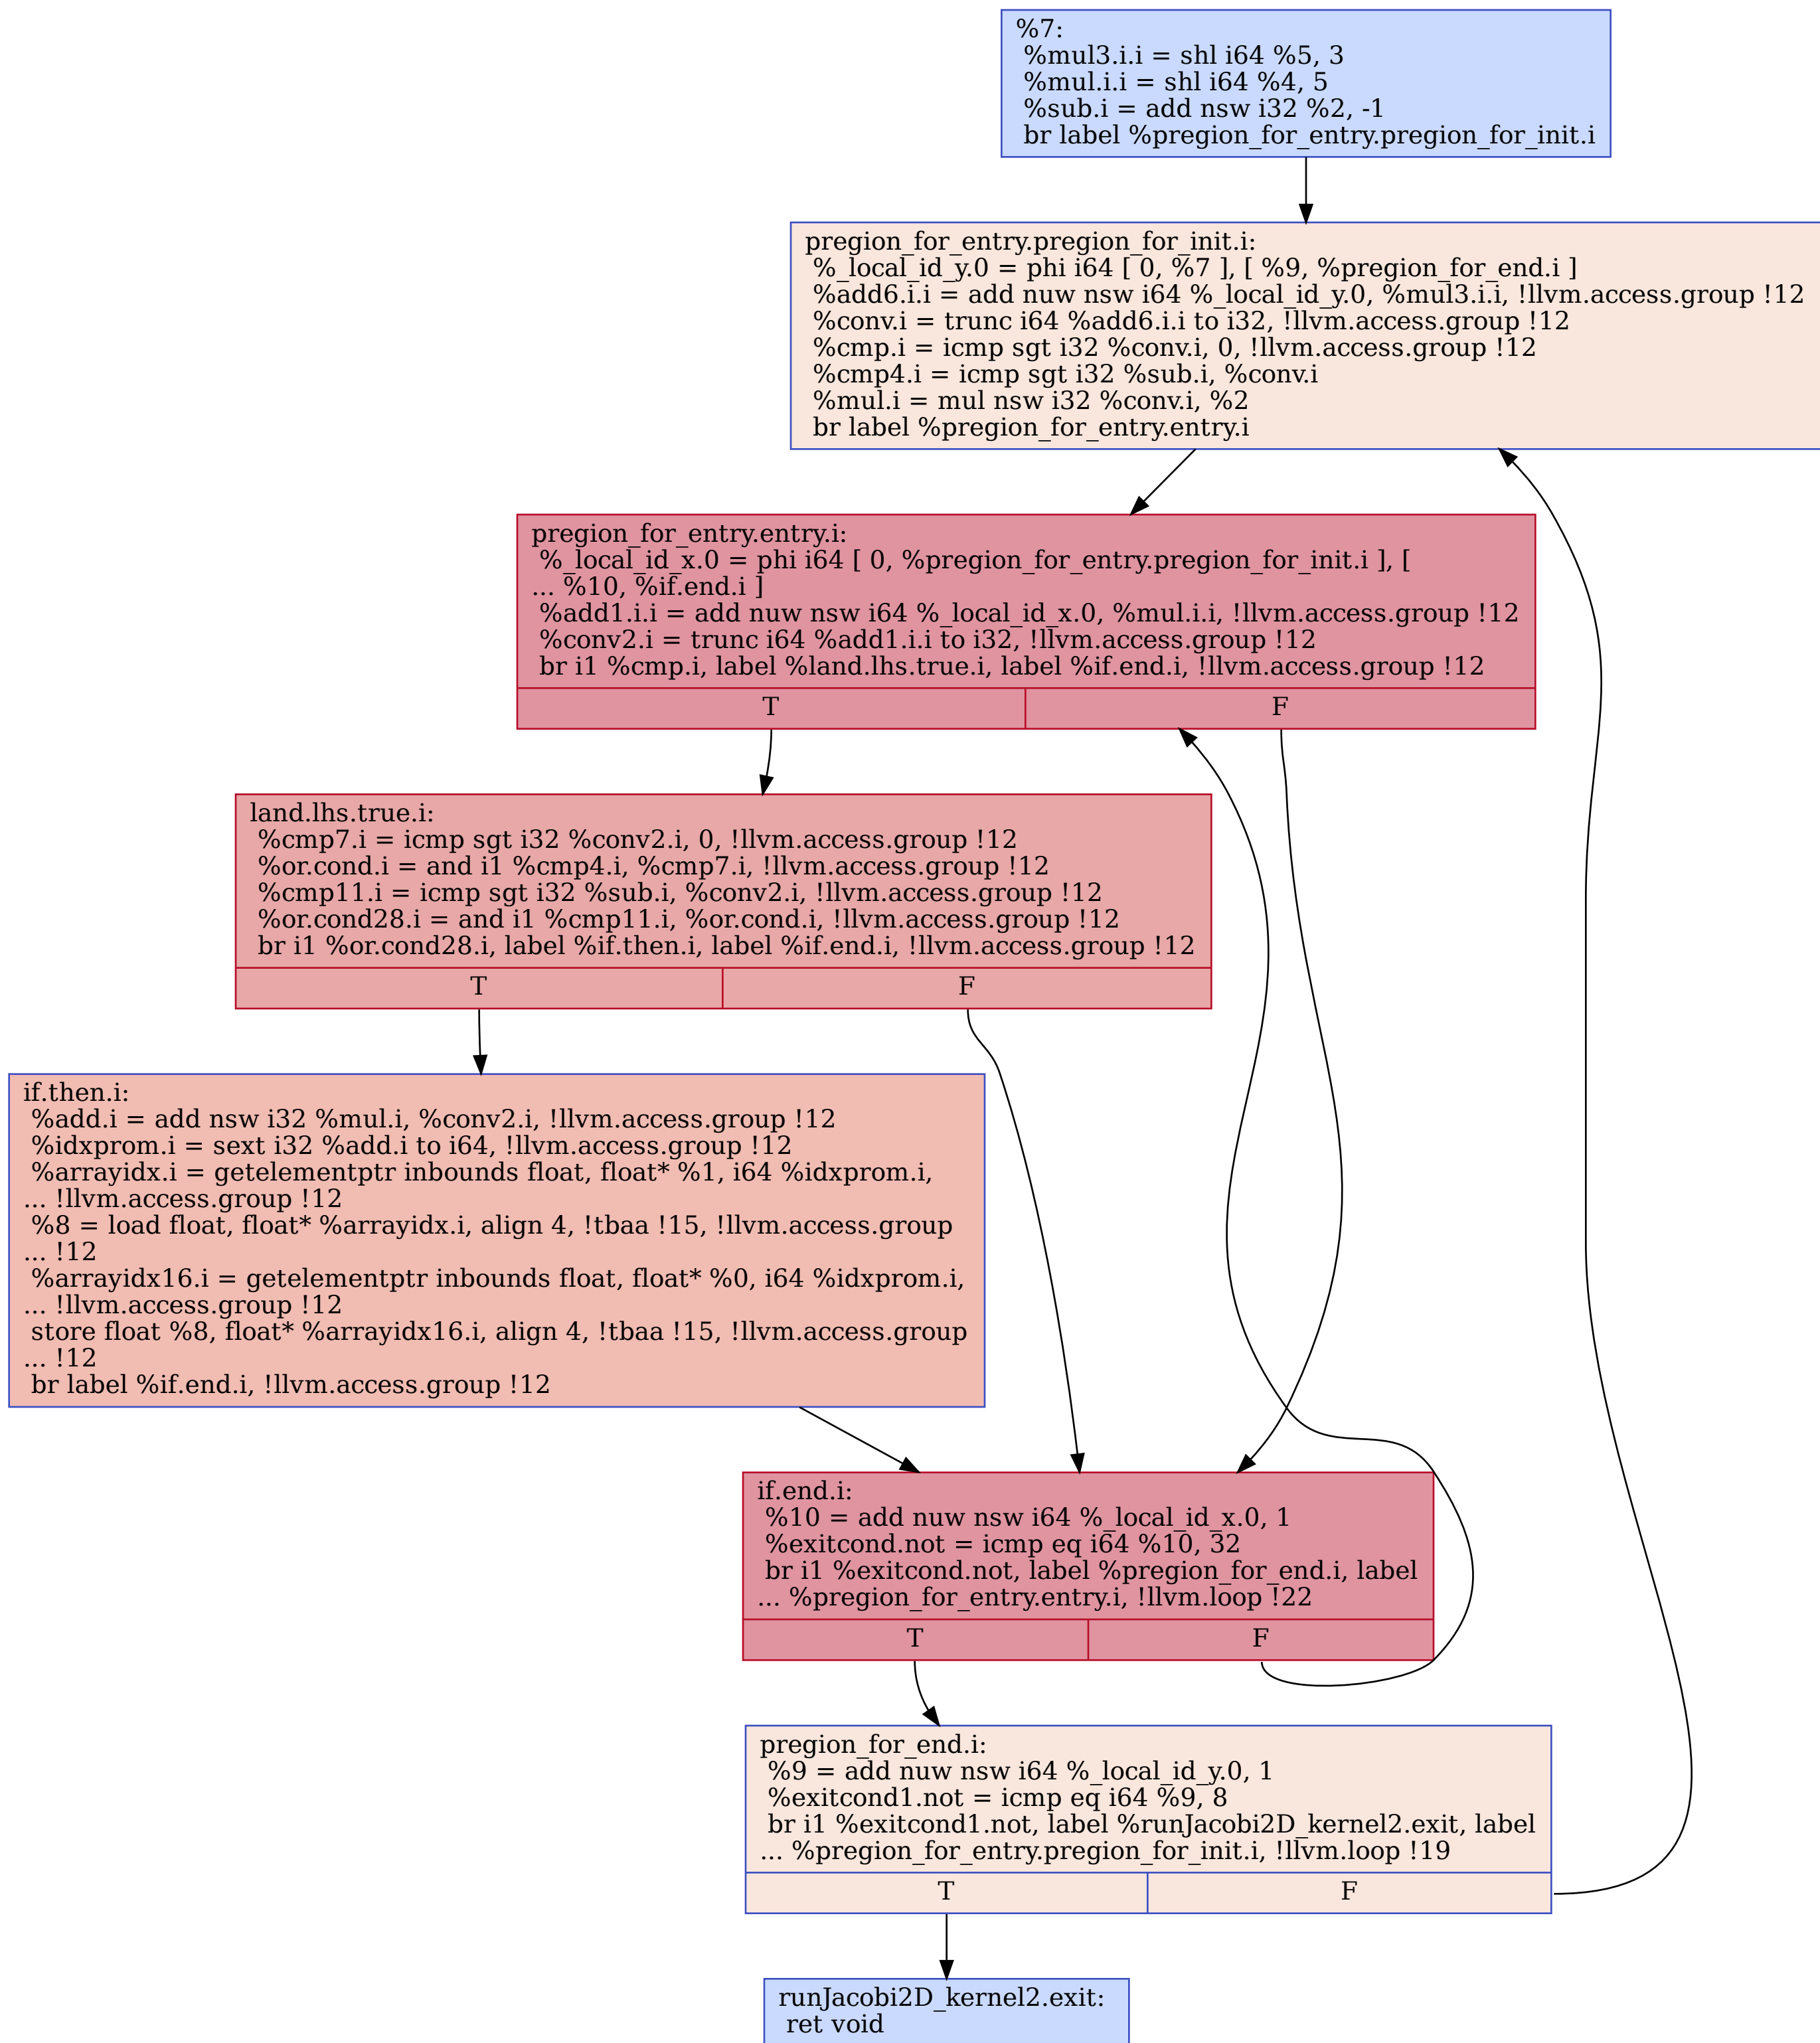 %7:
%mul3.i.i = shl i64 %5, 3
%mul.i.i = shl i64 %4, 5
%sub.i = add nsw i32 %2, -1
br label %pregion_for_entry.pregion_for_init.i
pregion_for_entry.pregion_for_init.i:
%_local_id_y.0 = phi i64 [ 0, %7 ], [ %9, %pregion_for_end.i ]
%add6.i.i = add nuw nsw i64 %_local_id_y.0, %mul3.i.i, !llvm.access.group !12
%conv.i = trunc i64 %add6.i.i to i32, !llvm.access.group !12
%cmp.i = icmp sgt i32 %conv.i, 0, !llvm.access.group !12
%cmp4.i = icmp sgt i32 %sub.i, %conv.i
%mul.i = mul nsw i32 %conv.i, %2
br label %pregion_for_entry.entry.i
pregion_for_entry.entry.i:
%_local_id_x.0 = phi i64 [ 0, %pregion_for_entry.pregion_for_init.i ], [
... %10, %if.end.i ]
%add1.i.i = add nuw nsw i64 %_local_id_x.0, %mul.i.i, !llvm.access.group !12
%conv2.i = trunc i64 %add1.i.i to i32, !llvm.access.group !12
br i1 %cmp.i, label %land.lhs.true.i, label %if.end.i, !llvm.access.group !12
T F
land.lhs.true.i:
%cmp7.i = icmp sgt i32 %conv2.i, 0, !llvm.access.group !12
%or.cond.i = and i1 %cmp4.i, %cmp7.i, !llvm.access.group !12
%cmp11.i = icmp sgt i32 %sub.i, %conv2.i, !llvm.access.group !12
%or.cond28.i = and i1 %cmp11.i, %or.cond.i, !llvm.access.group !12
br i1 %or.cond28.i, label %if.then.i, label %if.end.i, !llvm.access.group !12
T F
if.then.i:
%add.i = add nsw i32 %mul.i, %conv2.i, !llvm.access.group !12
%idxprom.i = sext i32 %add.i to i64, !llvm.access.group !12
%arrayidx.i = getelementptr inbounds float, float* %1, i64 %idxprom.i,
... !llvm.access.group !12
%8 = load float, float* %arrayidx.i, align 4, !tbaa !15, !llvm.access.group
... !12
%arrayidx16.i = getelementptr inbounds float, float* %0, i64 %idxprom.i,
... !llvm.access.group !12
store float %8, float* %arrayidx16.i, align 4, !tbaa !15, !llvm.access.group
... !12
br label %if.end.i, !llvm.access.group !12
if.end.i:
%10 = add nuw nsw i64 %_local_id_x.0, 1
%exitcond.not = icmp eq i64 %10, 32
br i1 %exitcond.not, label %pregion_for_end.i, label
... %pregion_for_entry.entry.i, !llvm.loop !22
T F
pregion_for_end.i:
%9 = add nuw nsw i64 %_local_id_y.0, 1
%exitcond1.not = icmp eq i64 %9, 8
br i1 %exitcond1.not, label %runJacobi2D_kernel2.exit, label
... %pregion_for_entry.pregion_for_init.i, !llvm.loop !19
T F
runJacobi2D_kernel2.exit:
ret void